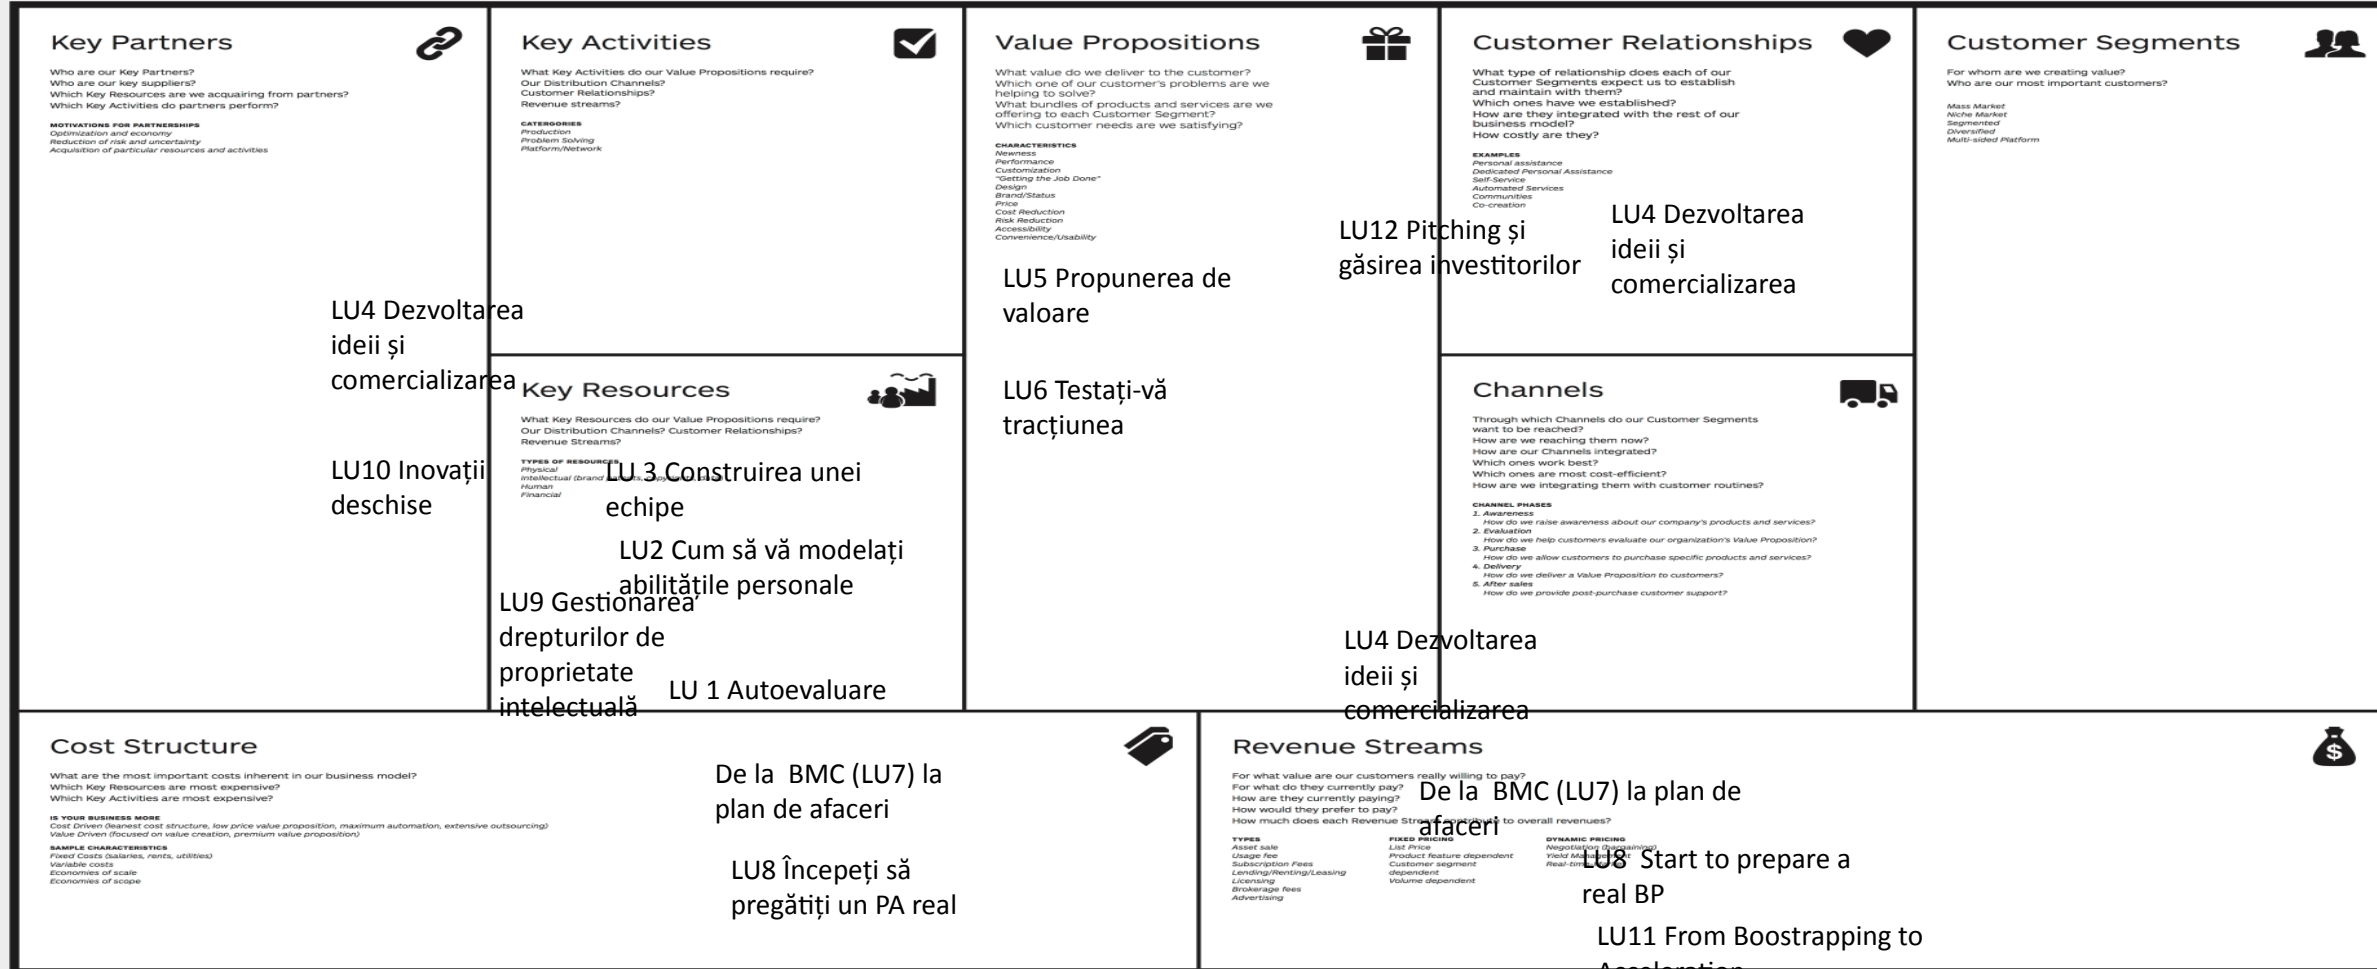 Key Partners
Who are our Key Partners?
Who are our key suppliers?
Which Key Resources are we acquairing from partners?
Which Key Activities do partners perform?
MOTIVATIONS FOR PARTNERSHIPS
Optimization and economy
Reduction of risk and uncertainty
Acquisition of particular resources and activities
LU4 Dezvoltarea
ideii și
comercializarea
LU10 Inovații
deschise
Key Activities
What Key Activities do our Value Propositions require?
Our Distribution Channels?
Customer Relationships?
Revenue streams?
CATERGORIES
Production
Problem Solving
Platform/Network
Key Resources
What Key Resources do our Value Propositions require?
Our Distribution Channels? Customer Relationships?
Revenue Streams?
TYPES OF RESOURCES
Physical
Intellectual (brand patents, copyrights, data)
Human
Financial
LU 3 Construirea unei
echipe
LU2 Cum să vă modelați
abilitățile personale
LU9 Gestionarea
drepturilor de
proprietate
intelectuală
LU 1 Autoevaluare
Value Propositions
What value do we deliver to the customer?
Which one of our customer's problems are we
helping to solve?
What bundles of products and services are we
offering to each Customer Segment?
Which customer needs are we satisfying?
CHARACTERISTICS
Newness
Performance
Customization
"Getting the Job Done"
Design
Brand/Status
Price
Cost Reduction
Risk Reduction
Accessibility
Convenience/Usability
LU5 Propunerea de
valoare
LU6 Testați-vă
tracțiunea
Customer Relationships
What type of relationship does each of our
Customer Segments expect us to establish
and maintain with them?
Which ones have we established?
How are they integrated with the rest of our
business model?
How costly are they?
EXAMPLES
Personal assistance
Dedicated Personal Assistance
Self-Service
Automated Services
Communities
Co-creation
LU12 Pitching și
găsirea investitorilor
LU4 Dezvoltarea
ideii și
comercializarea
Channels
Through which Channels do our Customer Segments
want to be reached?
How are we reaching them now?
How are our Channels integrated?
Which ones work best?
Which ones are most cost-efficient?
How are we integrating them with customer routines?
CHANNEL PHASES
1. Awareness
How do we raise awareness about our company's products and services?
2. Evaluation
How do we help customers evaluate our organization's Value Proposition?
3. Purchase
How do we allow customers to purchase specific products and services?
4. Delivery
How do we deliver a Value Proposition to customers?
5. After sales
How do we provide post-purchase customer support?
LU4 Dezvoltarea
ideii și
comercializarea
Customer Segments
For whom are we creating value?
Who are our most important customers?
Mass Market
Niche Market
Segmented
Diversified
Multi-sided Platform
Cost Structure
What are the most important costs inherent in our business model?
Which Key Resources are most expensive?
Which Key Activities are most expensive?
IS YOUR BUSINESS MORE
Cost Driven (leanest cost structure, low price value proposition, maximum automation, extensive outsourcing)
Value Driven (focused on value creation, premium value proposition)
SAMPLE CHARACTERISTICS
Fixed Costs (salaries, rents, utilities)
Variable costs
Economies of scale
Economies of scope
De la BMC (LU7) la
plan de afaceri
LU8 Începeți să
pregătiți un PA real
Revenue Streams
For what value are our customers really willing to pay?
For what do they currently pay?
How are they currently paying?
How would they prefer to pay?
How much does each Revenue Stream contribute to overall revenues?
TYPES
Asset sale
Usage fee
Subscription Fees
Lending/Renting/Leasing
Licensing
Brokerage fees
Advertising
FIXED PRICING
List Price
Product feature dependent
Customer segment
dependent
Volume dependent
DYNAMIC PRICING
Negotiation (bargaining)
Yield Management
Real-time
De la BMC (LU7) la plan de
afaceri
LU8 Start to prepare a
real BP
LU11 From Boostrapping to